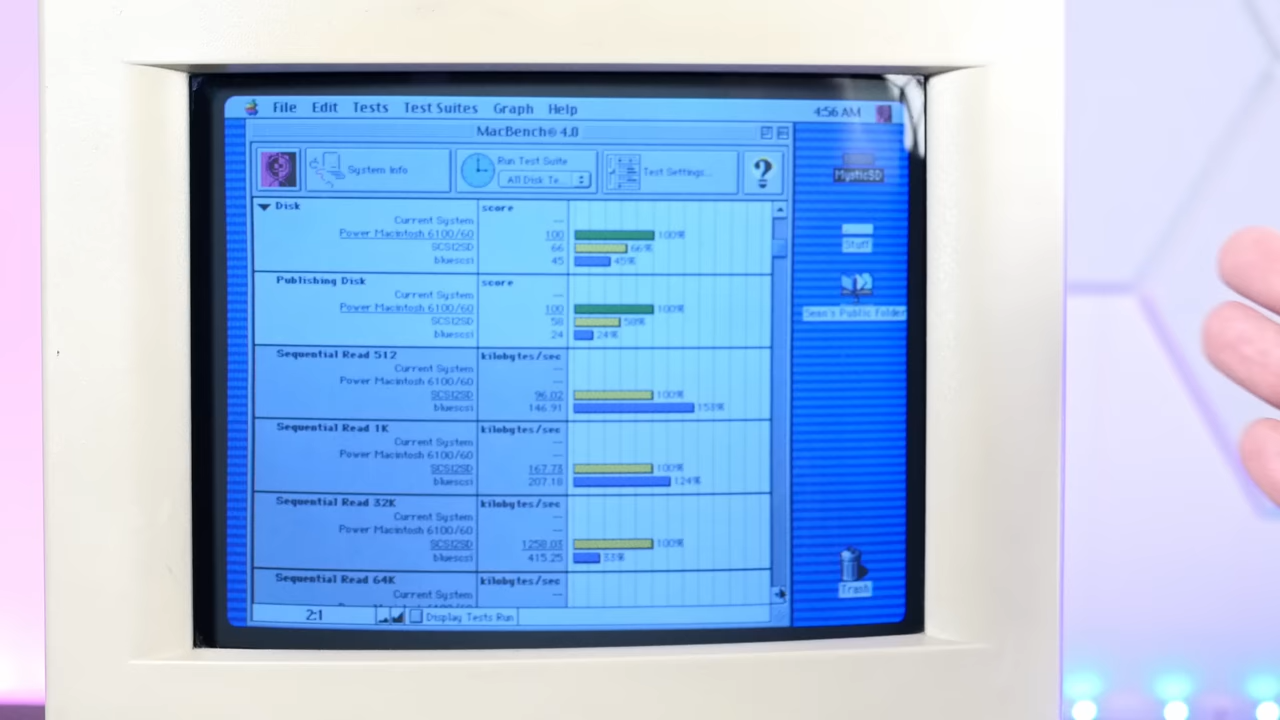 File Edit Tests Test Suites Graph Help 4:56 AM
MacBench® 4.0
System Info
Run Test Suite
All Disk Te...
Test Settings...
?
MysticSD
Stuff
Sean's Public Folder
Trash
Disk score
Current System --
Power Macintosh 6100/60 100 100%
SCSI2SD 66 66%
bluescsi 45 45%
Publishing Disk score
Current System --
Power Macintosh 6100/60 100 100%
SCSI2SD 58 58%
bluescsi 24 24%
Sequential Read 512 kilobytes/sec
Current System --
Power Macintosh 6100/60 --
SCSI2SD 96.02 100%
bluescsi 146.91 153%
Sequential Read 1K kilobytes/sec
Current System --
Power Macintosh 6100/60 --
SCSI2SD 167.73 100%
bluescsi 207.18 124%
Sequential Read 32K kilobytes/sec
Current System --
Power Macintosh 6100/60 --
SCSI2SD 1258.03 100%
bluescsi 415.25 33%
Sequential Read 64K kilobytes/sec
Current System --
2:1 Display Tests Run